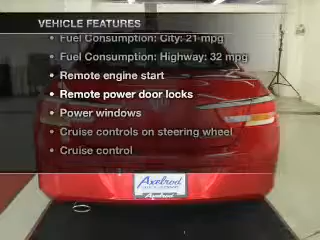 VEHICLE FEATURES
Fuel Consumption: City: 21 mpg
Fuel Consumption: Highway: 32 mpg
Remote engine start
Remote power door locks
Power windows
Cruise controls on steering wheel
Cruise control
Axelrod